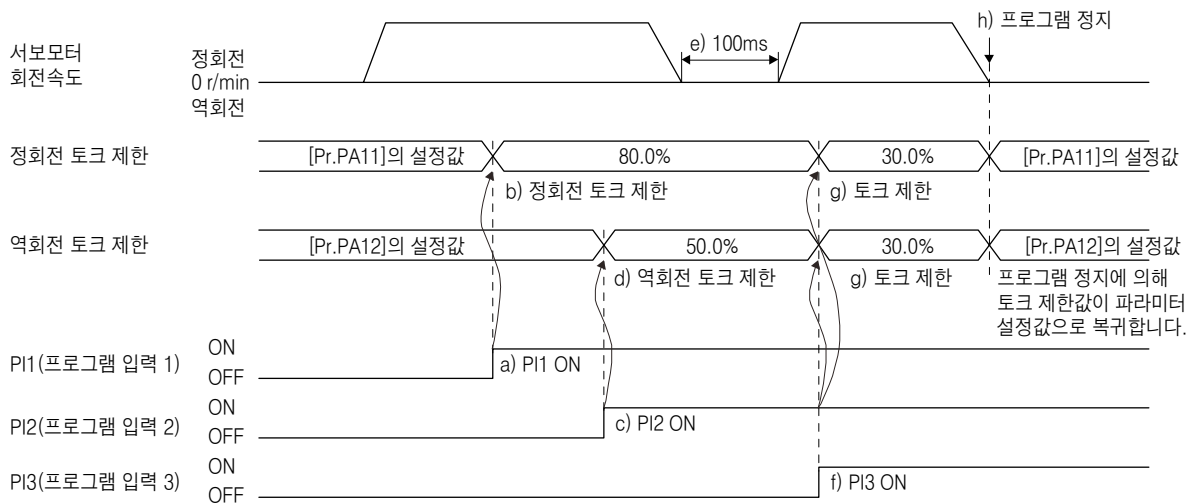 h) 프로그램 정지
서보모터
회전속도
정회전
0 r/min
역회전
e) 100ms
정회전 토크 제한
[Pr.PA11]의 설정값
80.0%
30.0%
[Pr.PA11]의 설정값
b) 정회전 토크 제한
g) 토크 제한
역회전 토크 제한
[Pr.PA12]의 설정값
50.0%
30.0%
[Pr.PA12]의 설정값
d) 역회전 토크 제한
g) 토크 제한
프로그램 정지에 의해
토크 제한값이 파라미터
설정값으로 복귀합니다.
PI1(프로그램 입력 1)
ON
OFF
a) PI1 ON
PI2(프로그램 입력 2)
ON
OFF
c) PI2 ON
PI3(프로그램 입력 3)
ON
OFF
f) PI3 ON